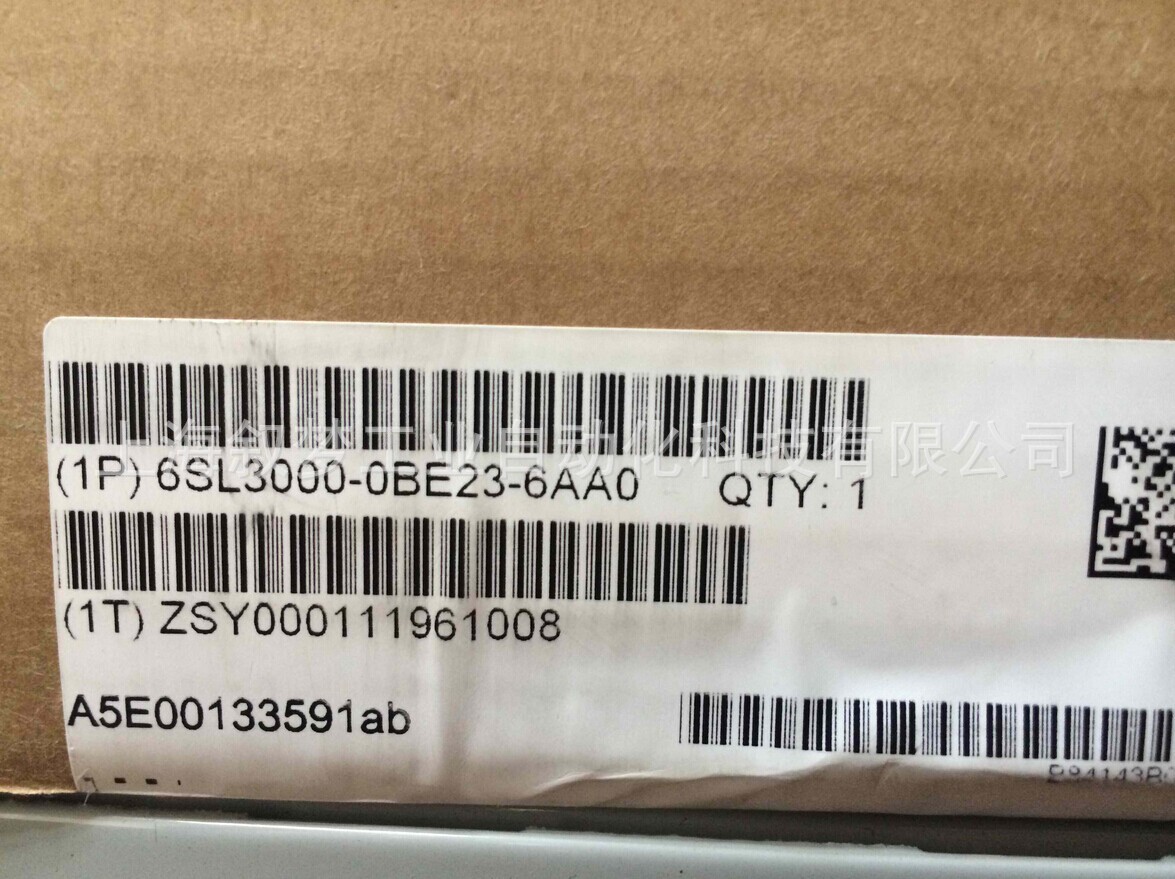 上海叙梦工业自动化科技有限公司
(1P) 6SL3000-0BE23-6AA0 QTY: 1
(1T) ZSY000111961008
A5E00133591ab